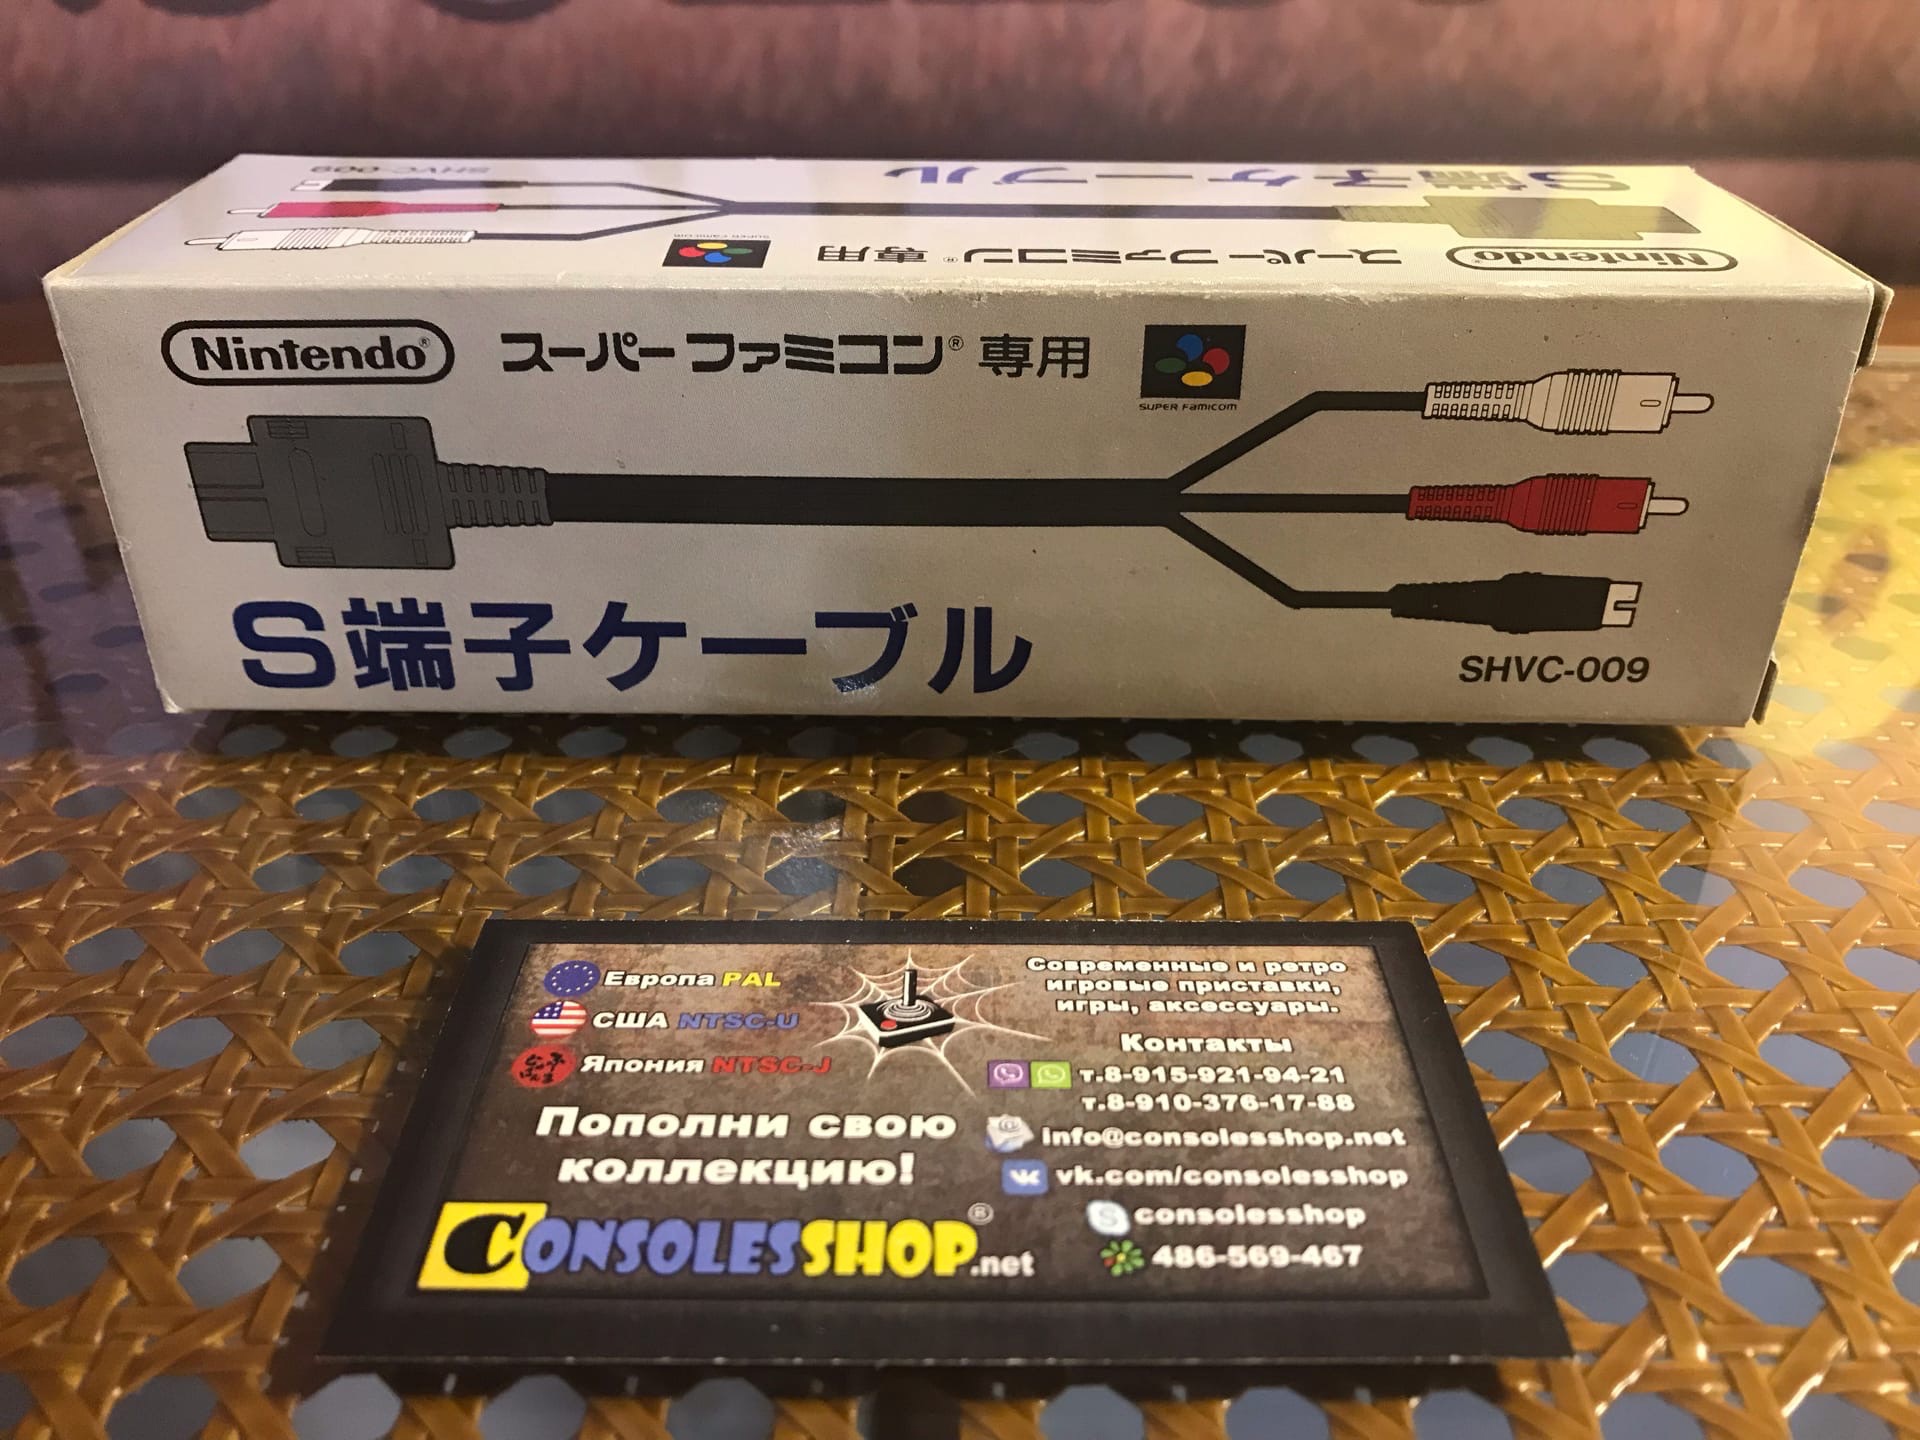 SHVC-009
S端子ケーブル
SUPER FAMICOM
Nintendo®
スーパーファミコン® 専用
Nintendo® スーパーファミコン® 専用
SUPER FAMICOM
S端子ケーブル
SHVC-009
Европа PAL
США NTSC-U
Япония NTSC-J
Пополни свою
коллекцию!
CONSOLESSHOP®.net
Современные и ретро
игровые приставки,
игры, аксессуары.
Контакты
т.8-915-921-94-21
т.8-910-376-17-88
info@consolesshop.net
vk.com/consolesshop
consolesshop
486-569-467